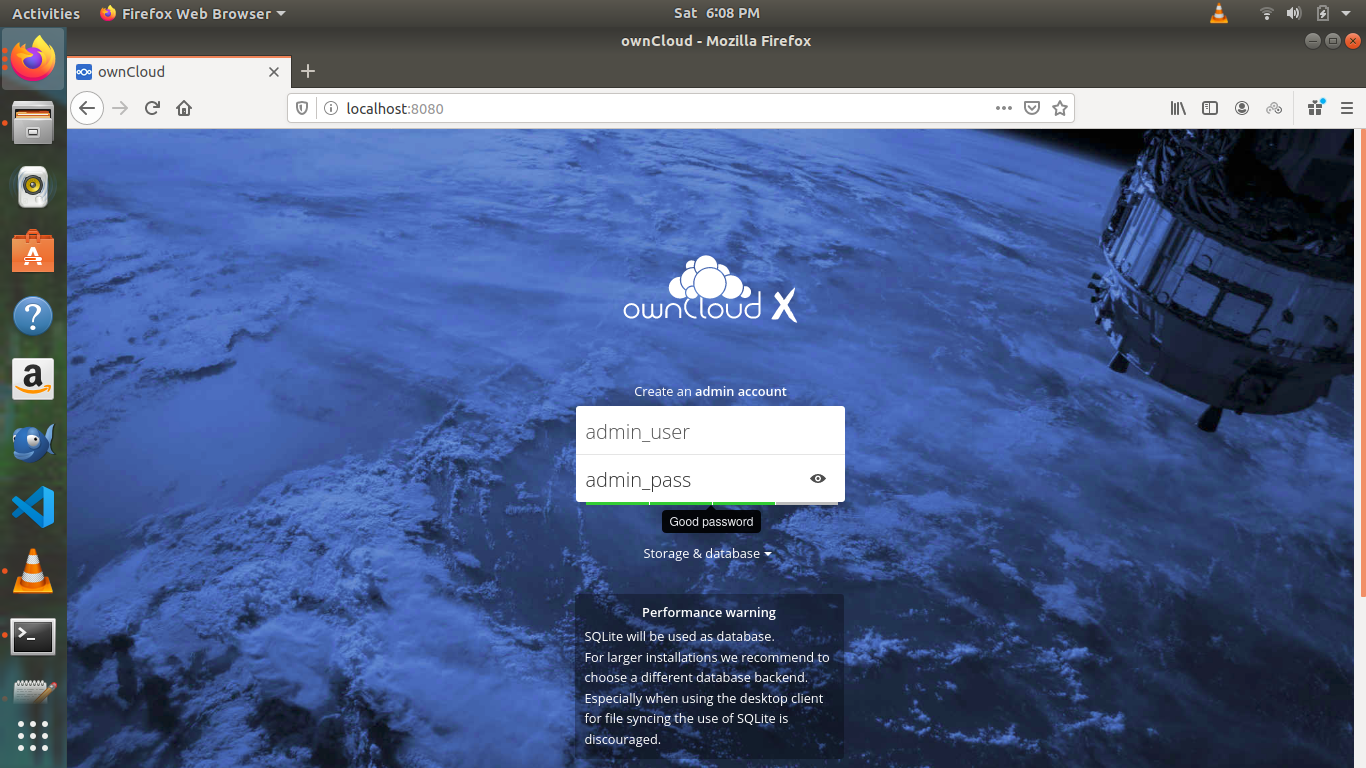 Activities
Firefox Web Browser
Sat 6:08 PM
ownCloud - Mozilla Firefox
ownCloud
localhost:8080
ownCloud X
Create an admin account
admin_user
admin_pass
Good password
Storage & database
Performance warning
SQLite will be used as database.
For larger installations we recommend to
choose a different database backend.
Especially when using the desktop client
for file syncing the use of SQLite is
discouraged.